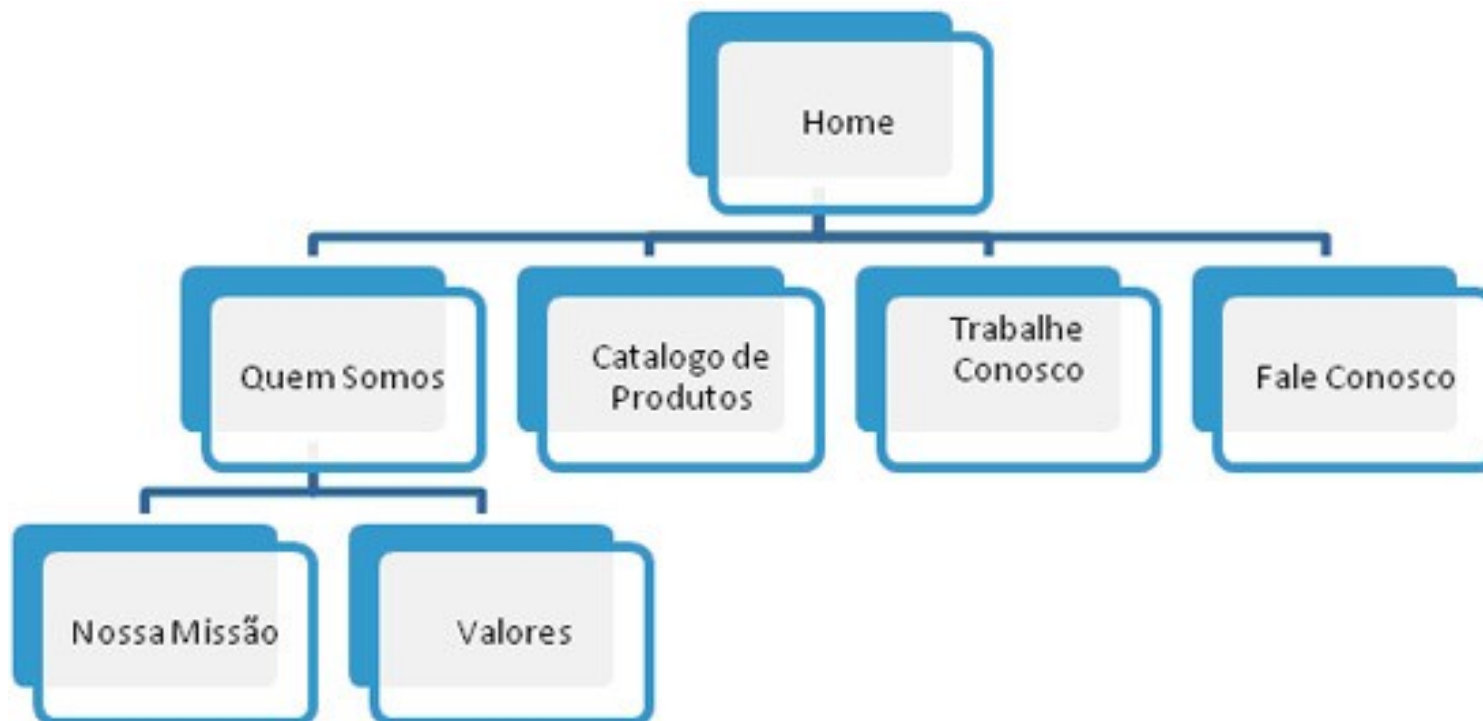 Home
Quem Somos
Catalogo de
Produtos
Trabalhe
Conosco
Fale Conosco
Nossa Missão
Valores